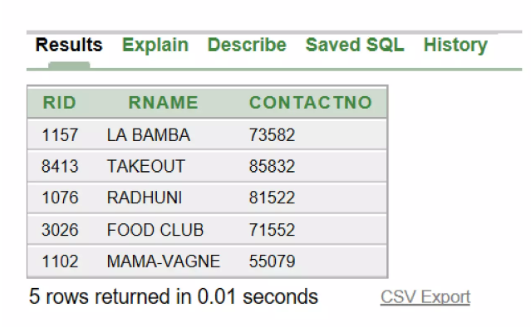 Results Explain Describe Saved SQL History
RID RNAME CONTACTNO
1157 LA BAMBA 73582
8413 TAKEOUT 85832
1076 RADHUNI 81522
3026 FOOD CLUB 71552
1102 MAMA-VAGNE 55079
5 rows returned in 0.01 seconds CSV Export